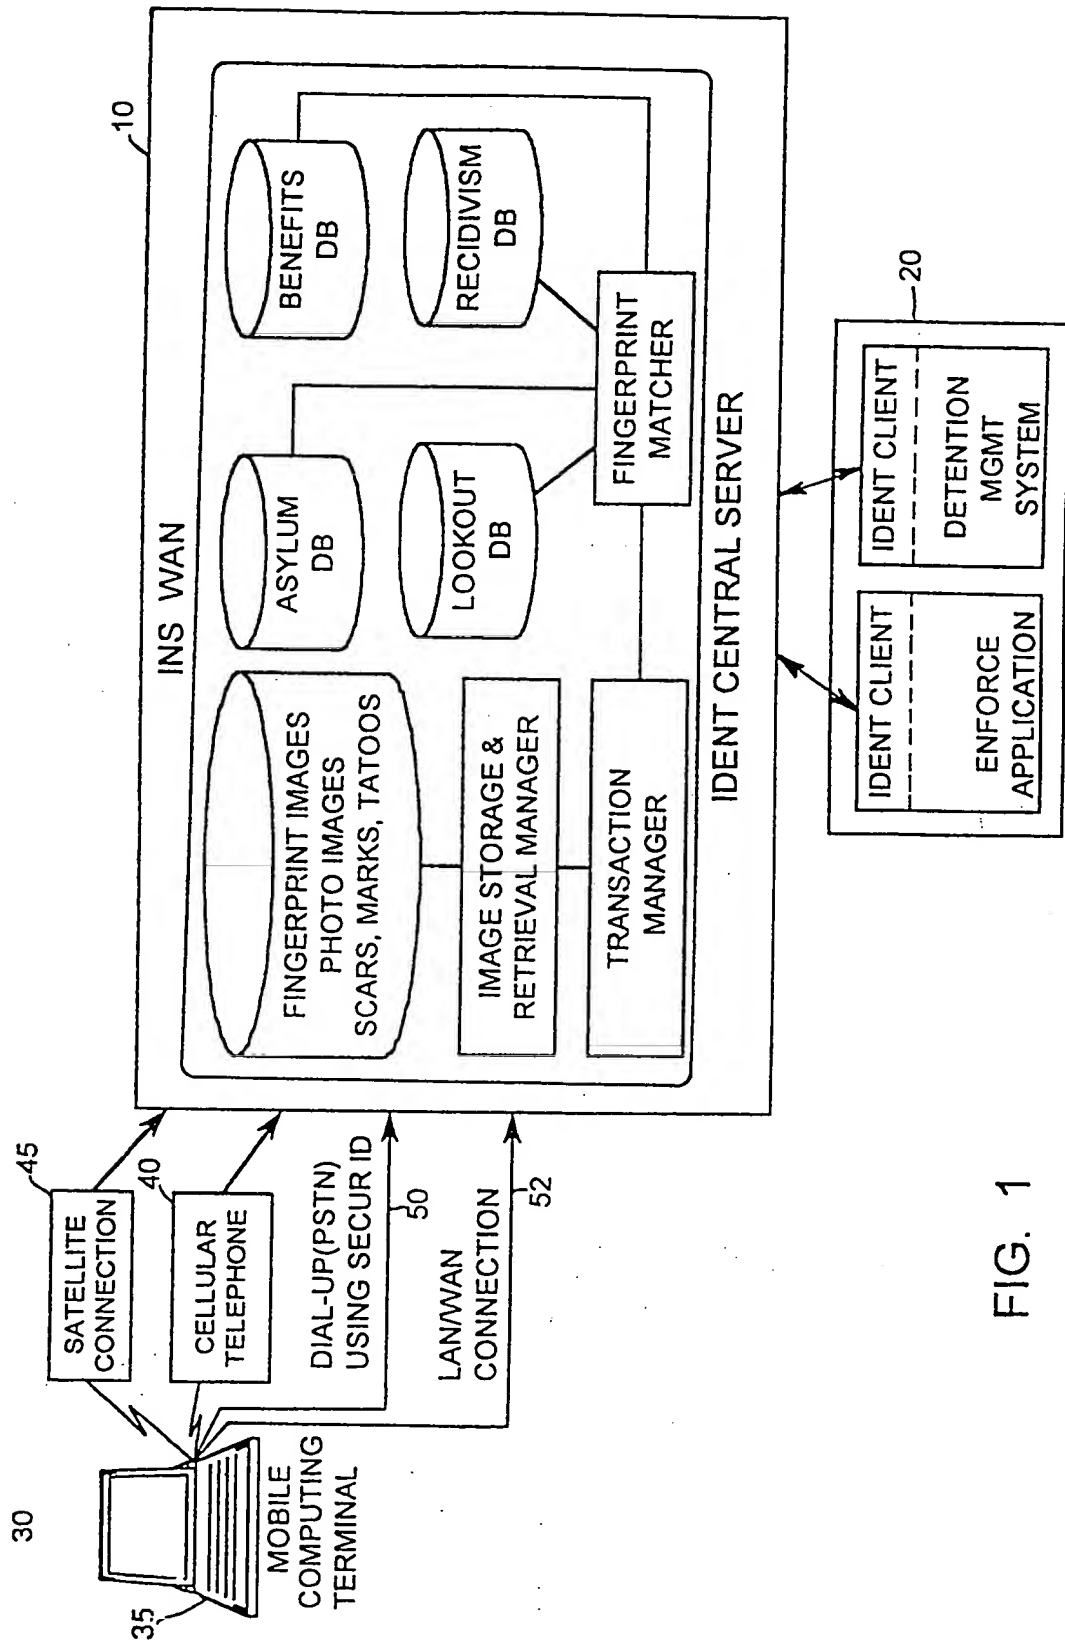 30
35
MOBILE
COMPUTING
TERMINAL
45
SATELLITE
CONNECTION
40
CELLULAR
TELEPHONE
DIAL-UP(PSTN)
USING SECUR ID
50
LAN/WAN
CONNECTION
52
10
INS WAN
FINGERPRINT IMAGES
PHOTO IMAGES
SCARS, MARKS, TATOOS
ASYLUM
DB
BENEFITS
DB
IMAGE STORAGE &
RETRIEVAL MANAGER
LOOKOUT
DB
RECIDIVISM
DB
TRANSACTION
MANAGER
FINGERPRINT
MATCHER
IDENT CENTRAL SERVER
20
IDENT CLIENT
ENFORCE
APPLICATION
IDENT CLIENT
DETENTION
MGMT
SYSTEM
FIG. 1